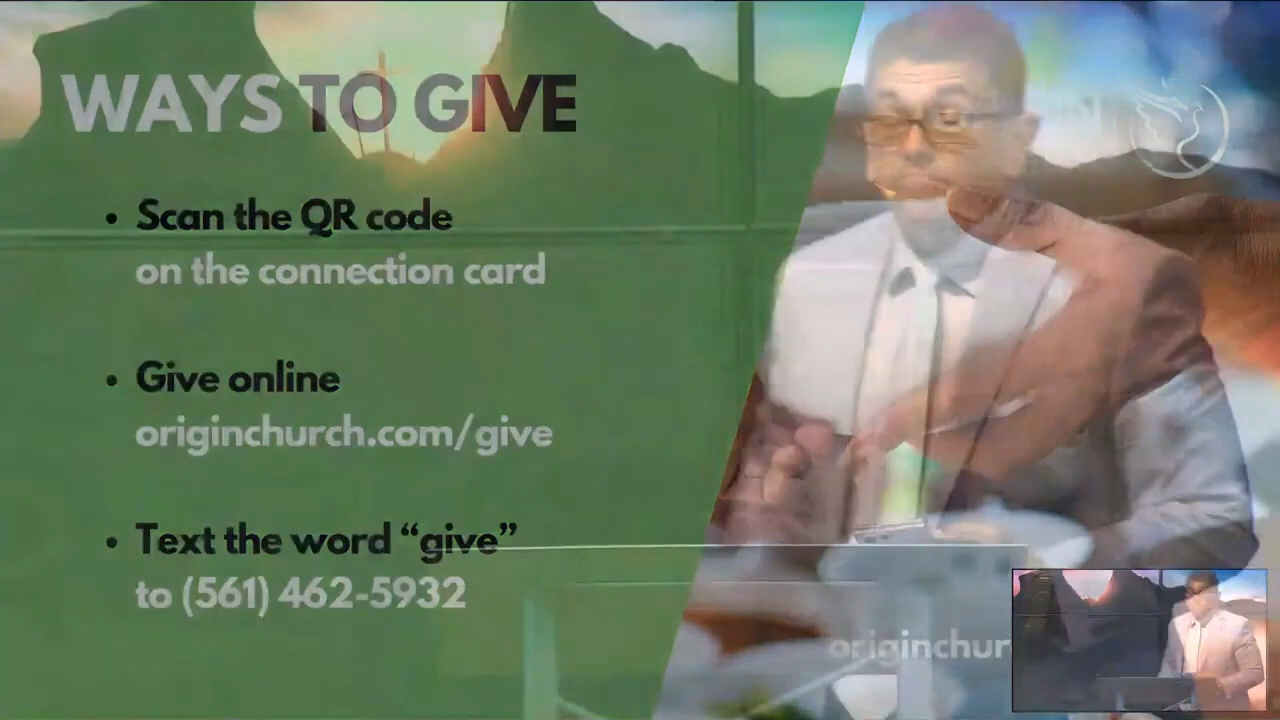 WAYS TO GIVE
• Scan the QR code
on the connection card
• Give online
originchurch.com/give
• Text the word “give”
to (561) 462-5932
originchur